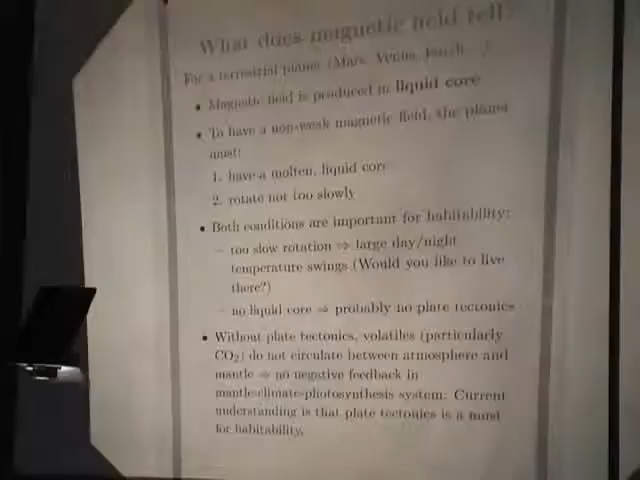 What does magnetic field tell?
For a terrestrial planet (Mars, Venus, Earth...)
• Magnetic field is produced in liquid core
• To have a non-weak magnetic field, the planet
must:
1. have a molten, liquid core
2. rotate not too slowly
• Both conditions are important for habitability:
– too slow rotation ⇒ large day/night
temperature swings (Would you like to live
there?)
– no liquid core ⇒ probably no plate tectonics
• Without plate tectonics, volatiles (particularly
CO₂) do not circulate between atmosphere and
mantle ⇒ no negative feedback in
mantle-climate-photosynthesis system: Current
understanding is that plate tectonics is a must
for habitability.